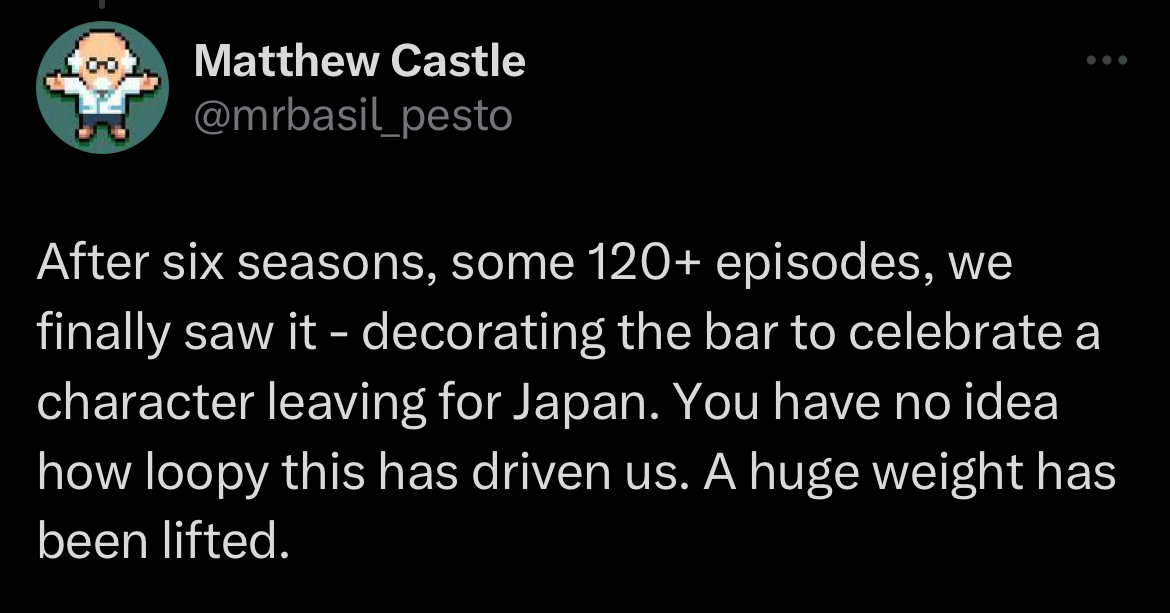 Matthew Castle
@mrbasil_pesto
After six seasons, some 120+ episodes, we
finally saw it - decorating the bar to celebrate a
character leaving for Japan. You have no idea
how loopy this has driven us. A huge weight has
been lifted.